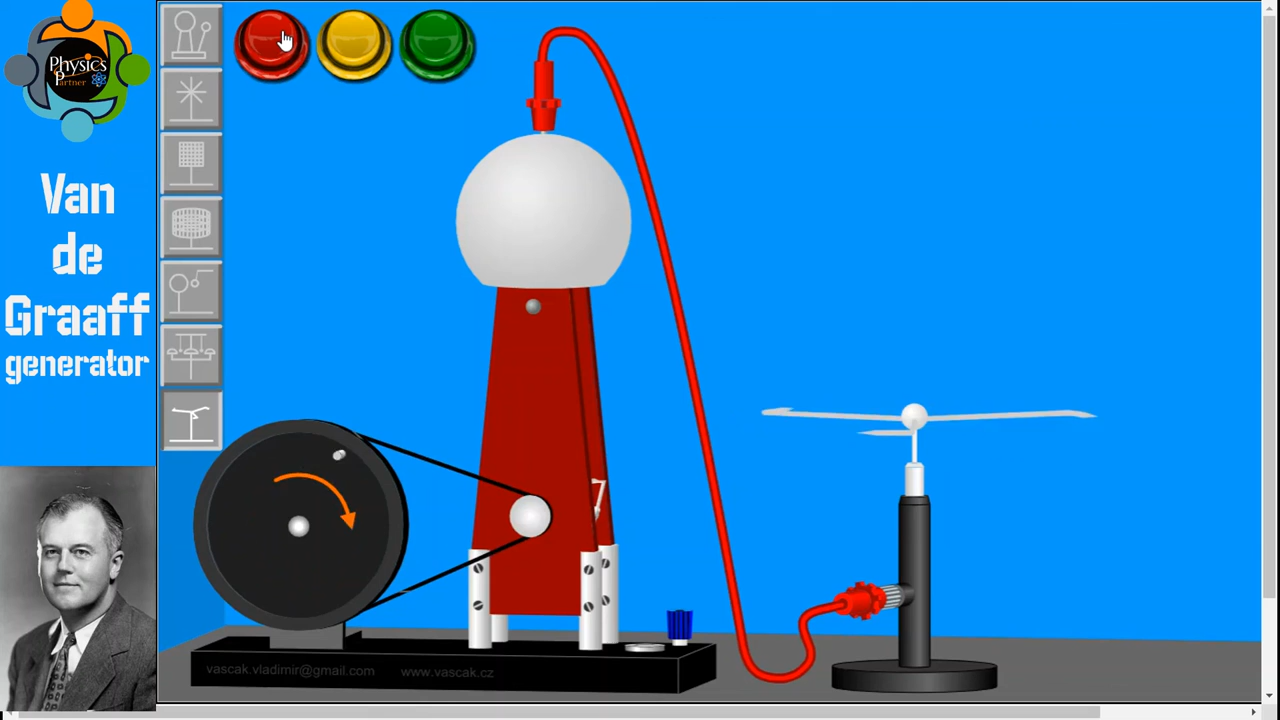 Physics
Partner
Van
de
Graaff
generator
vascak.vladimir@gmail.com www.vascak.cz